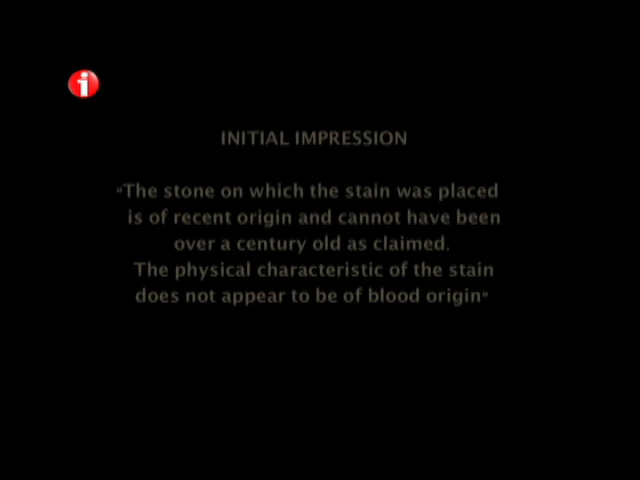 i
INITIAL IMPRESSION
"The stone on which the stain was placed
is of recent origin and cannot have been
over a century old as claimed.
The physical characteristic of the stain
does not appear to be of blood origin"